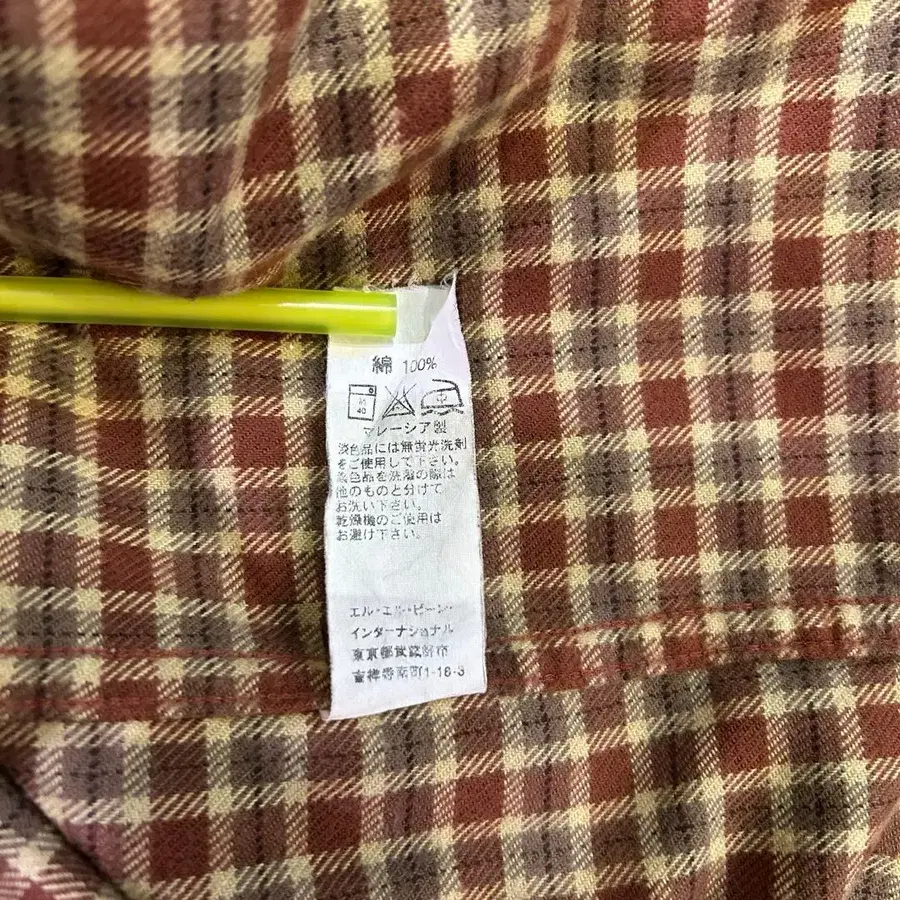 綿 100%
40
中
マレーシア製
淡色品には無蛍光洗剤
をご使用して下さい。
染色品を洗濯の際は
他のものと分けて
お洗い下さい。
乾燥機のご使用は
お避け下さい。
エル・エル・ビーン・
インターナショナル
東京都武蔵野市
吉祥寺南町1-18-3